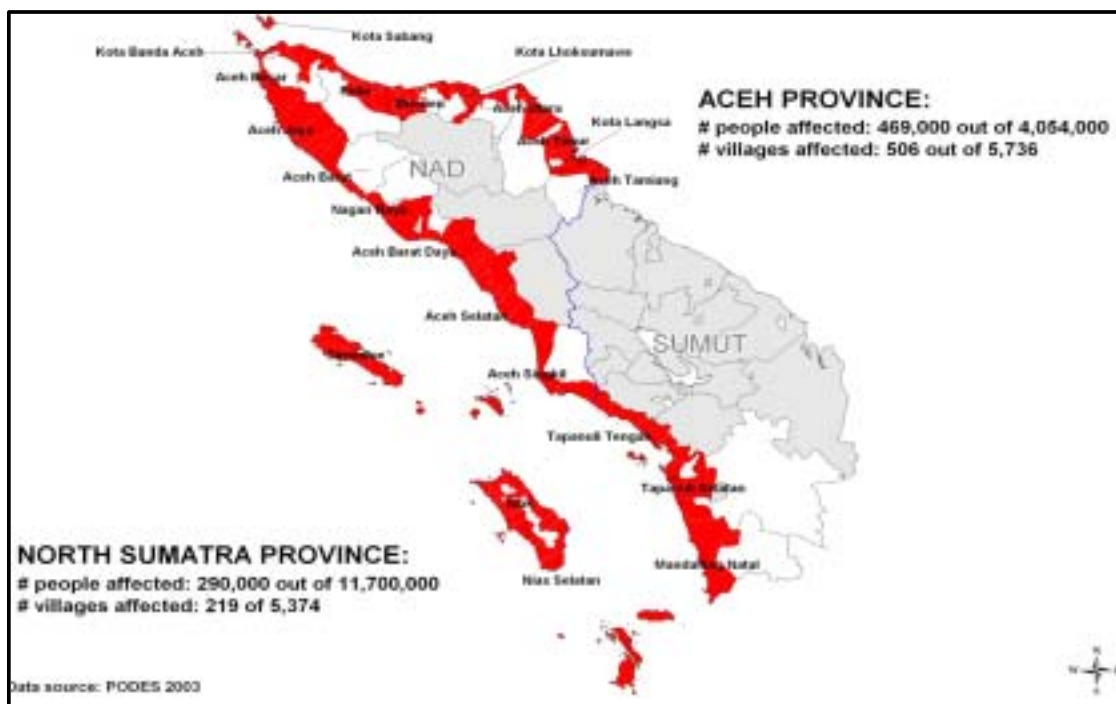 Kota Sabang
Kota Banda Aceh
Kota Lhoksumawe
Aceh Besar
Pidie
Bireuen
Aceh Utara
ACEH PROVINCE:
# people affected: 469,000 out of 4,054,000
# villages affected: 506 out of 5,736
Aceh Jaya
Kota Langsa
Aceh Timur
Aceh Barat
NAD
Aceh Tamiang
Nagan Raya
Aceh Barat Daya
Aceh Selatan
SUMUT
Simeulue
Aceh Singkil
Tapanuli Tengah
Tapanuli Selatan
Nias
NORTH SUMATRA PROVINCE:
# people affected: 290,000 out of 11,700,000
# villages affected: 219 of 5,374
Mandailing Natal
Nias Selatan
Data source: PODES 2003
N
W
S